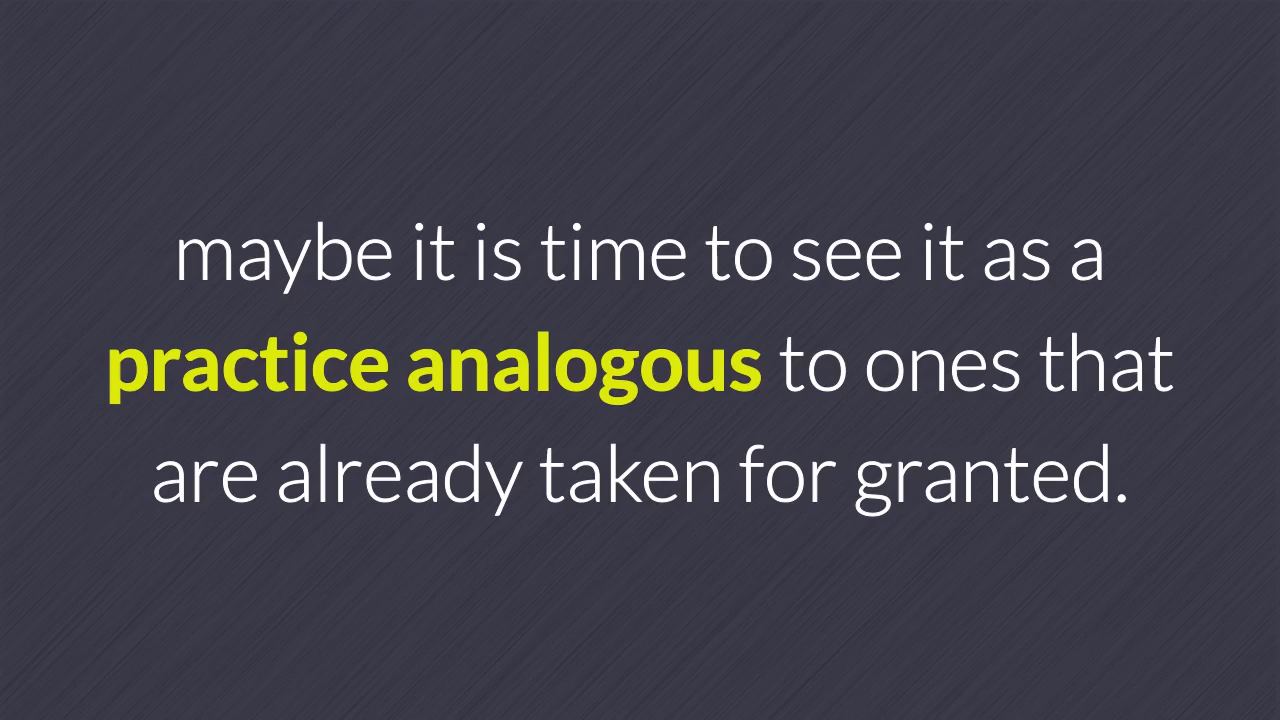 maybe it is time to see it as a
practice analogous to ones that
are already taken for granted.